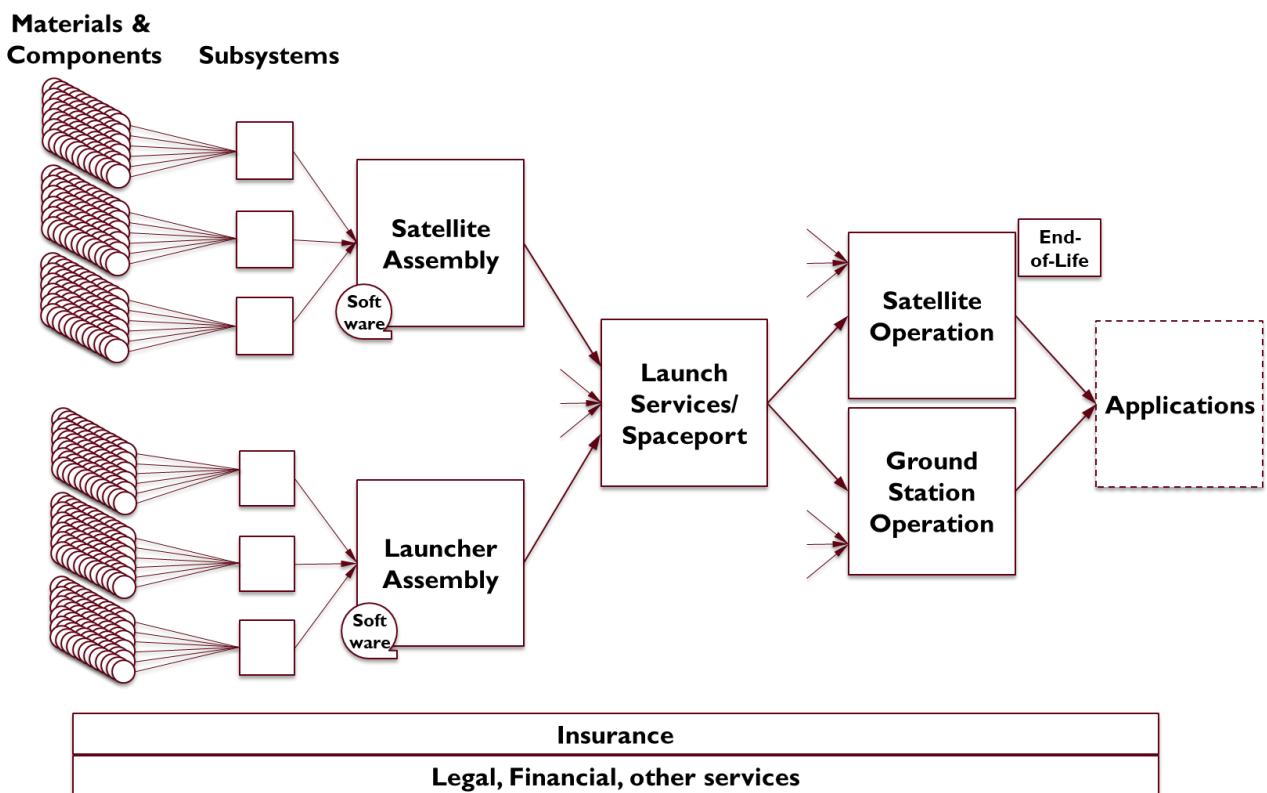 Materials &
Components
Subsystems
Satellite
Assembly
Soft
ware
Launcher
Assembly
Soft
ware
Launch
Services/
Spaceport
Satellite
Operation
End-
of-Life
Ground
Station
Operation
Applications
Insurance
Legal, Financial, other services